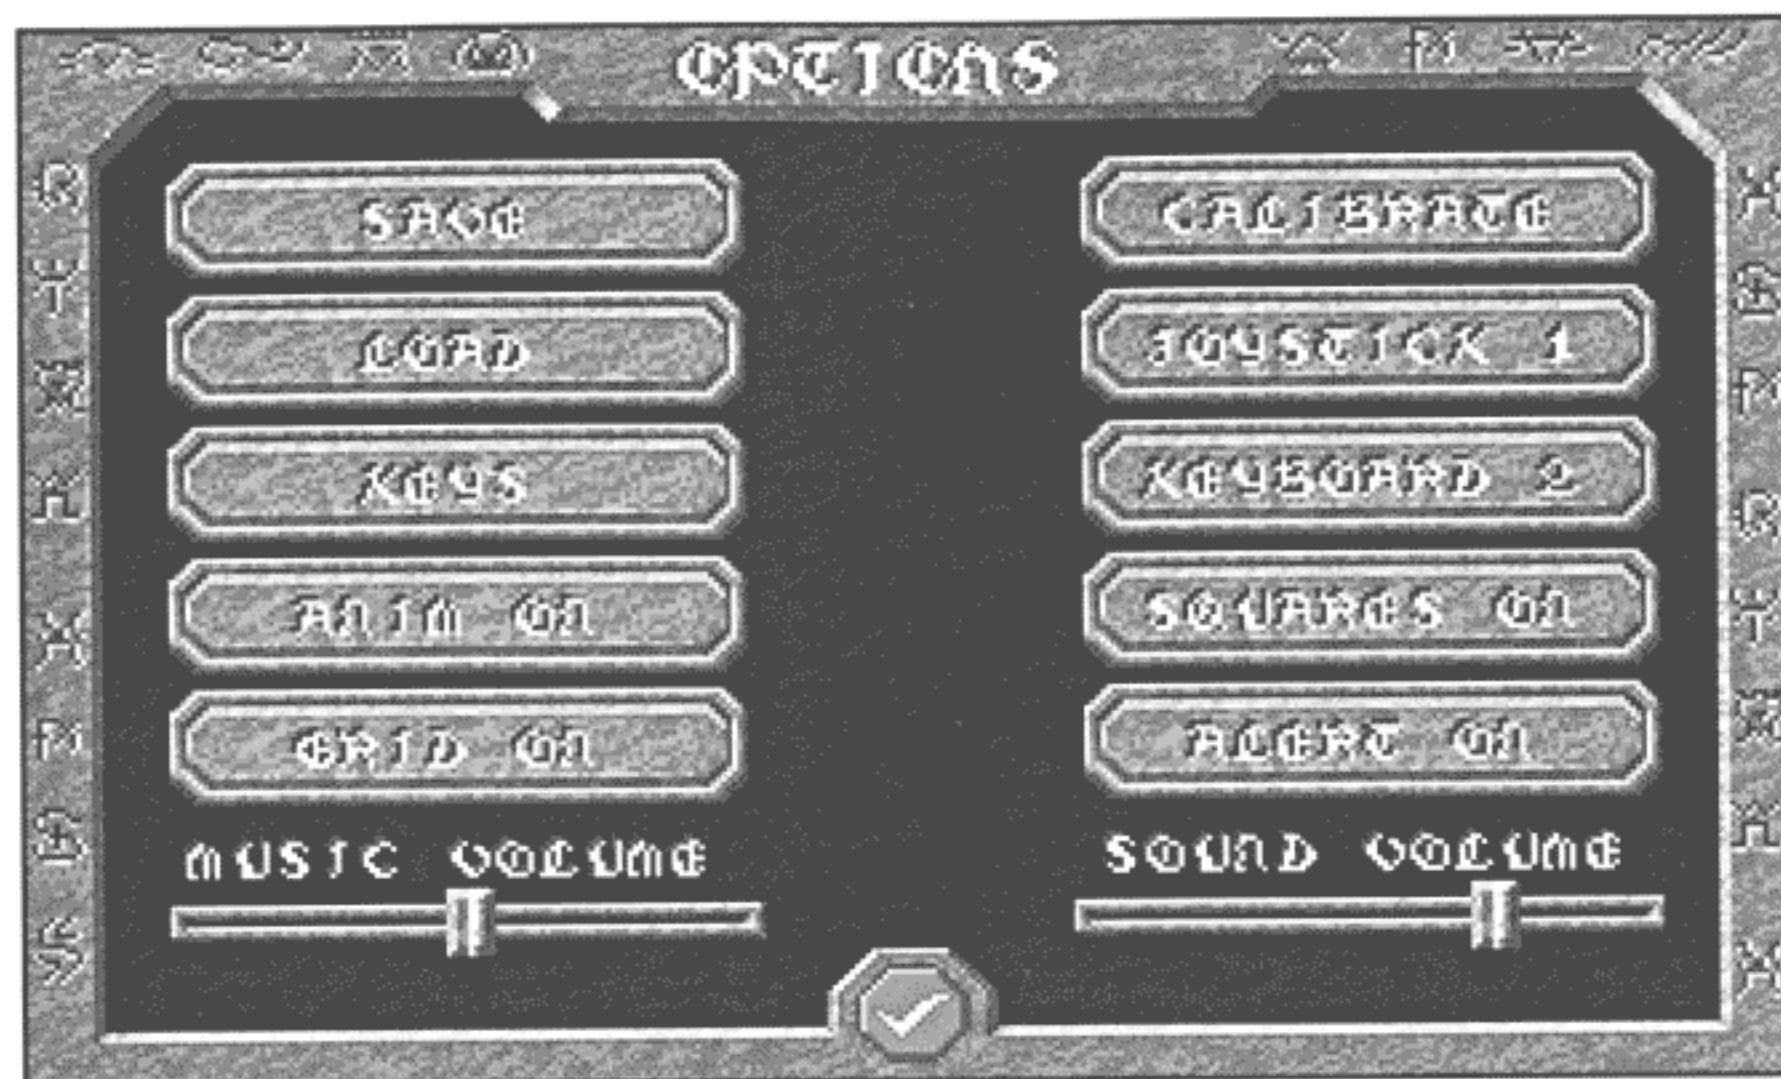 OPTIONS
SAVE
CALIBRATE
LOAD
JOYSTICK 1
KEYS
KEYBOARD 2
ANIM ON
SQUARES ON
GRID ON
ALERT ON
MUSIC VOLUME
SOUND VOLUME